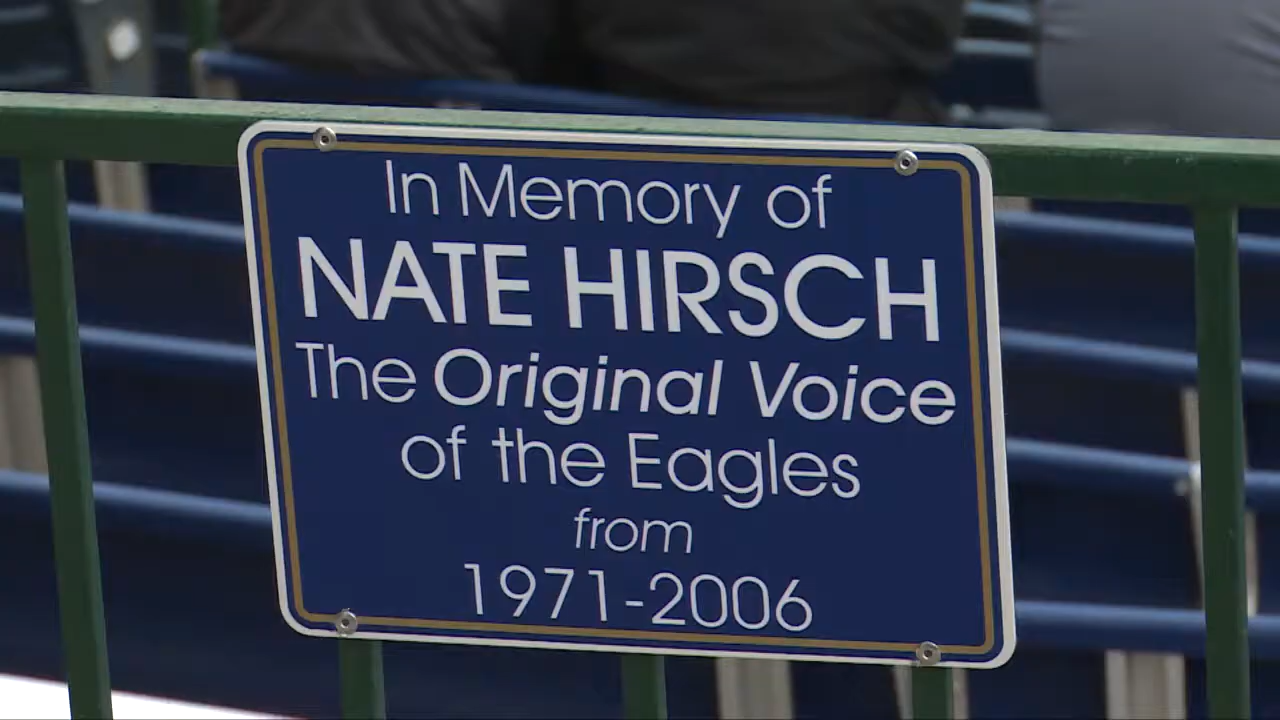 In Memory of
NATE HIRSCH
The Original Voice
of the Eagles
from
1971-2006